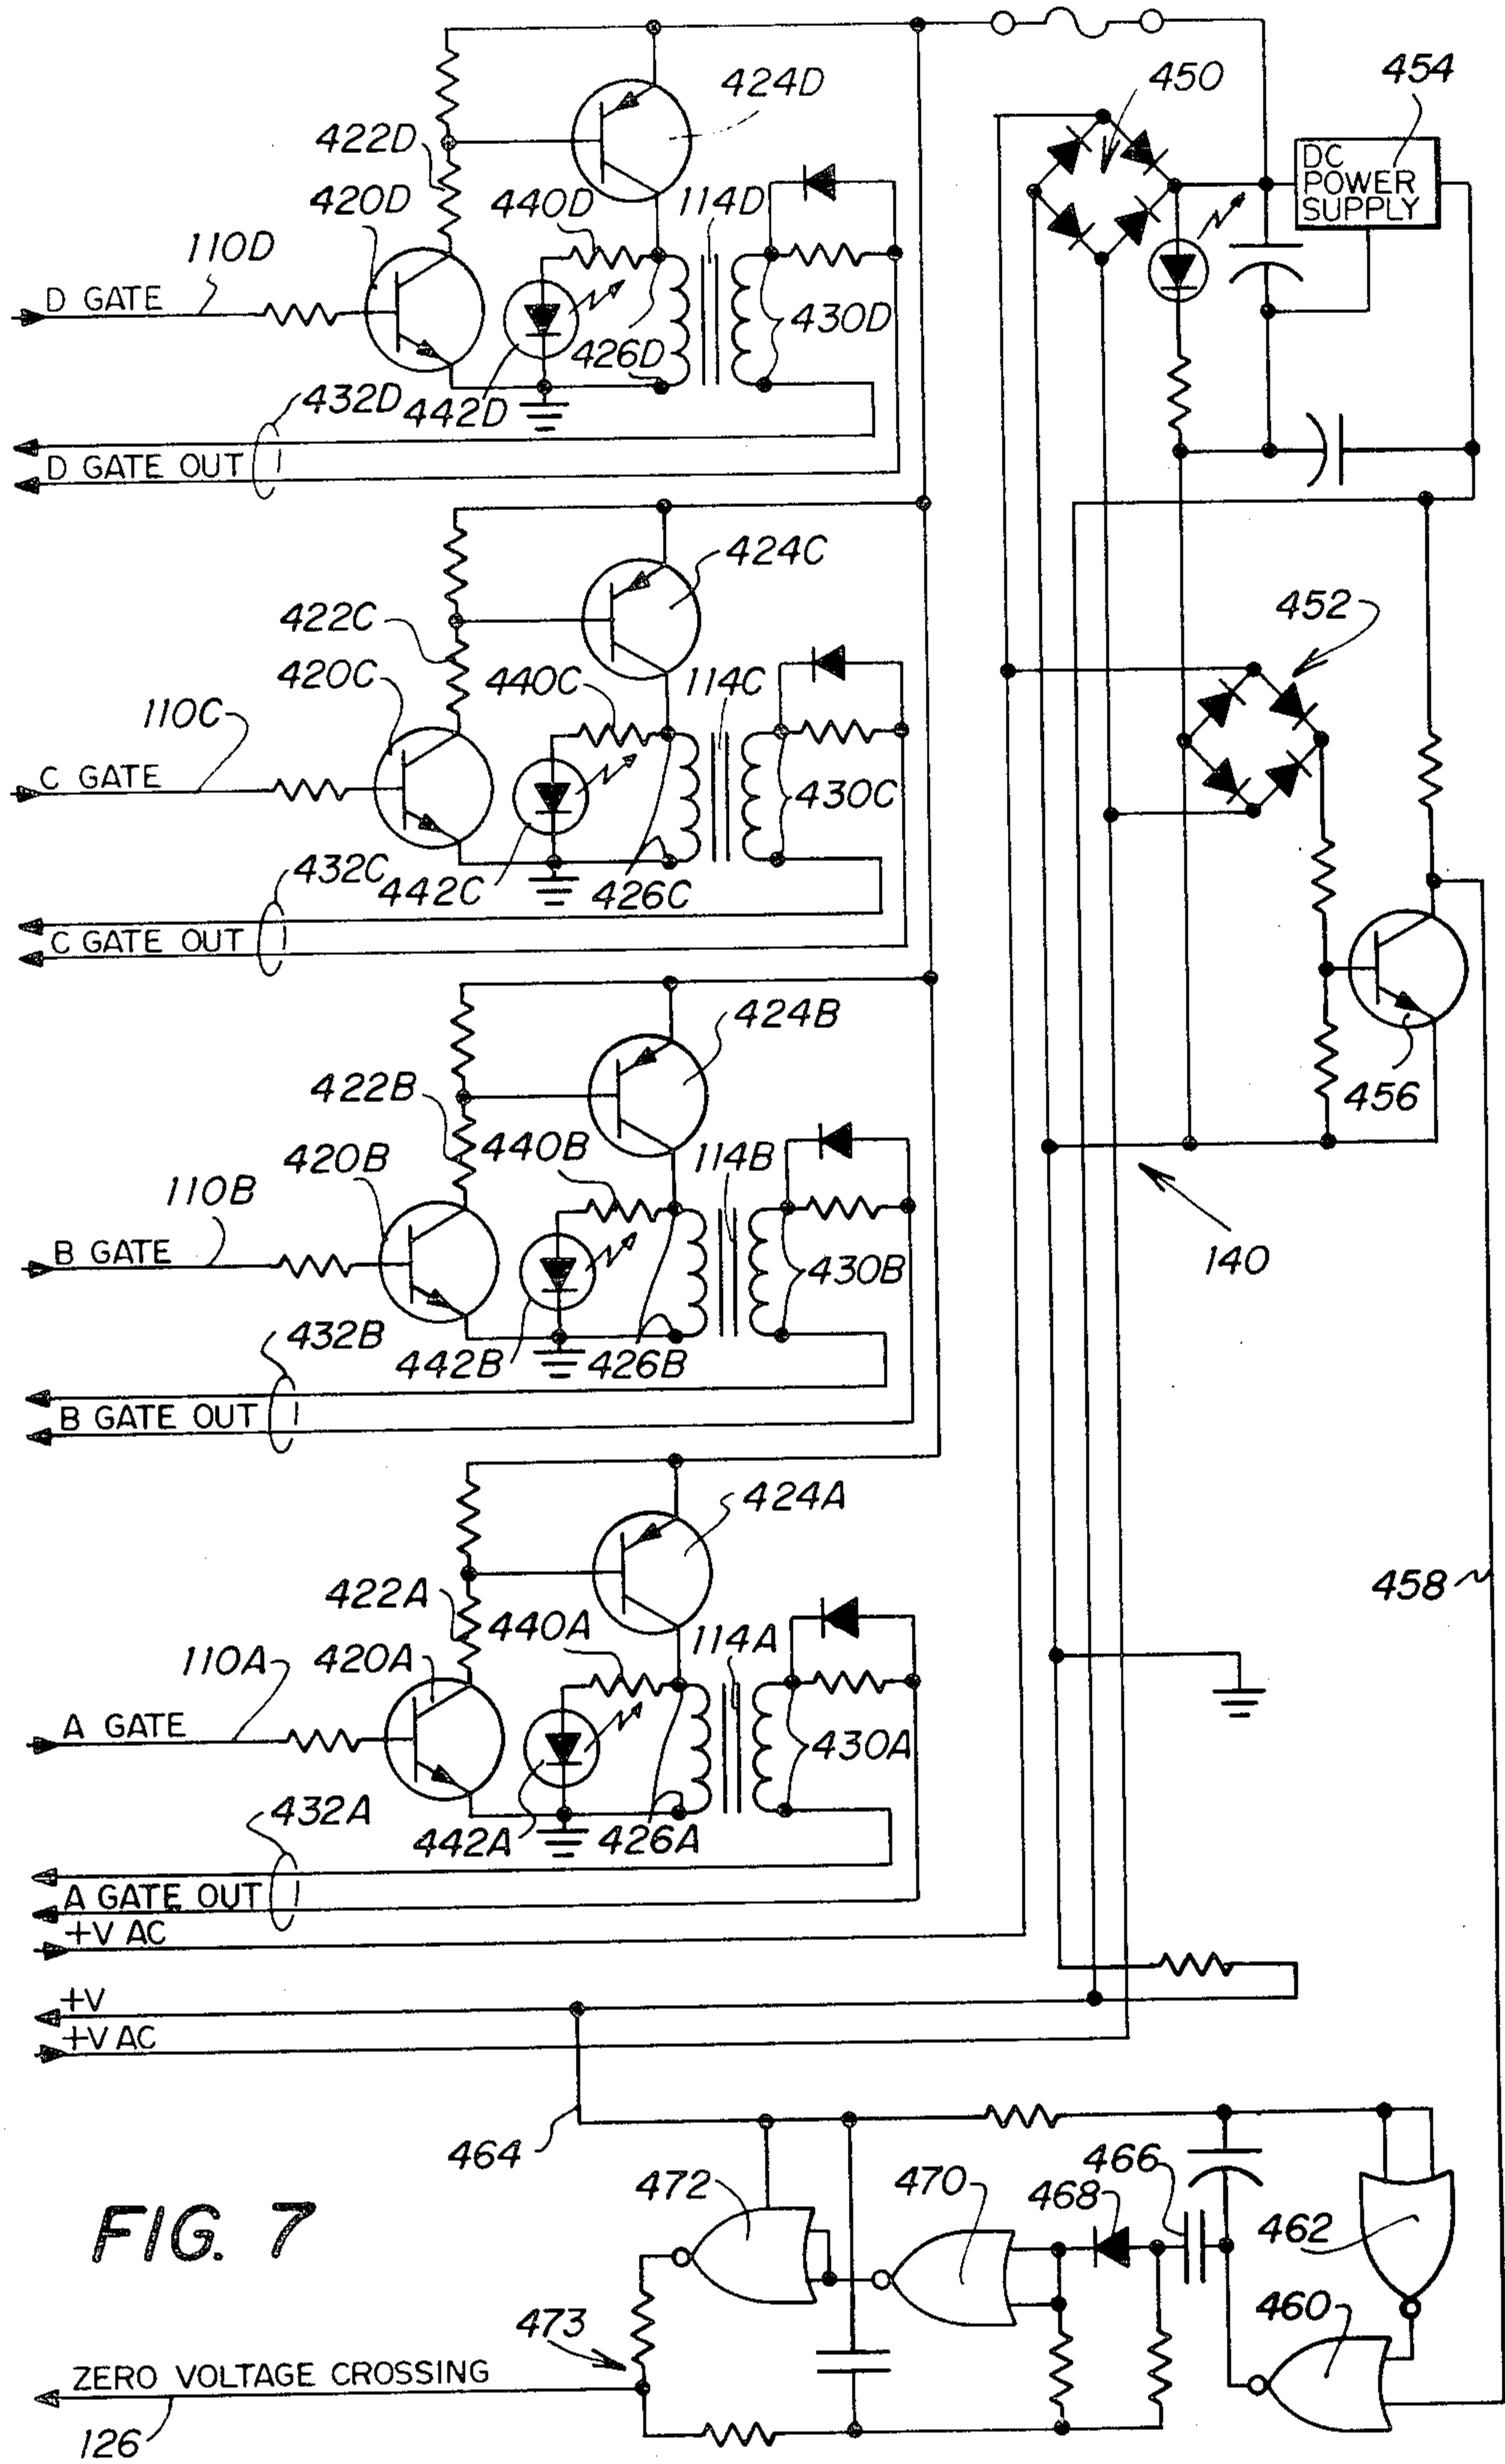 450
454
424D
DC
POWER
SUPPLY
422D
420D
440D
114D
110D
D GATE
430D
426D
432D
442D
D GATE OUT
424C
452
422C
420C
440C
114C
110C
C GATE
430C
432C
442C
426C
C GATE OUT
424B
422B
456
440B
114B
420B
110B
B GATE
140
430B
432B
442B
426B
B GATE OUT
424A
458
422A
440A
114A
110A
420A
A GATE
430A
432A
442A
426A
A GATE OUT
+V AC
+V
+V AC
464
466
472
470
468
FIG. 7
462
460
473
ZERO VOLTAGE CROSSING
126